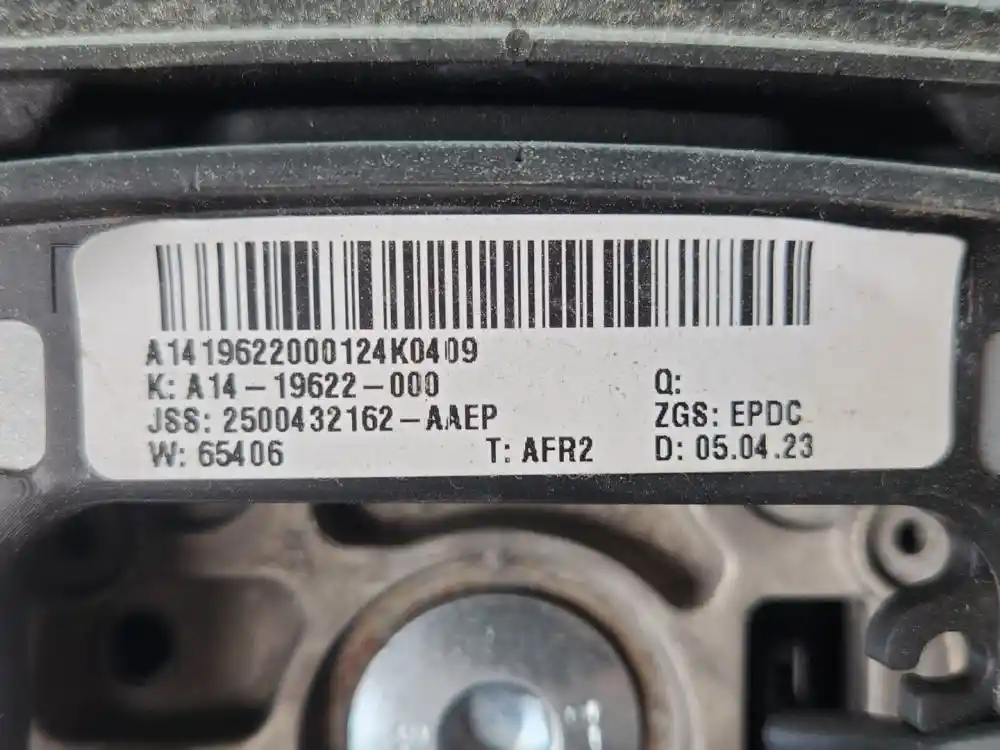 A1419622000124K0409
K: A14-19622-000 Q:
JSS: 2500432162-AAEP ZGS: EPDC
W: 65406 T: AFR2 D: 05.04.23